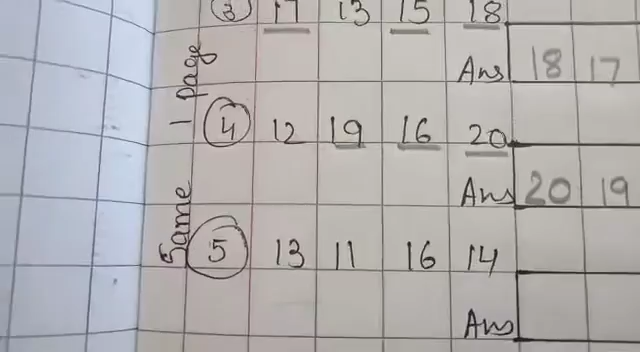 3 17 13 15 18
Ans 18 17
4 12 19 16 20
Ans 20 19
5 13 11 16 14
Ans
Same 1 page